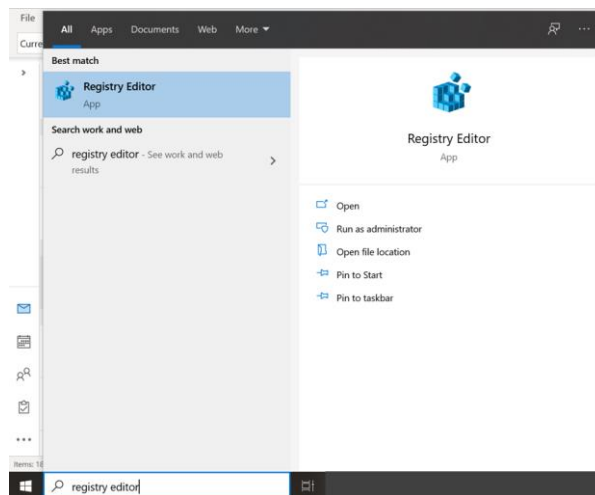 File
Curre
All Apps Documents Web More
Best match
Registry Editor
App
Search work and web
registry editor - See work and web
results
Registry Editor
App
Open
Run as administrator
Open file location
Pin to Start
Pin to taskbar
Items: 18
registry editor